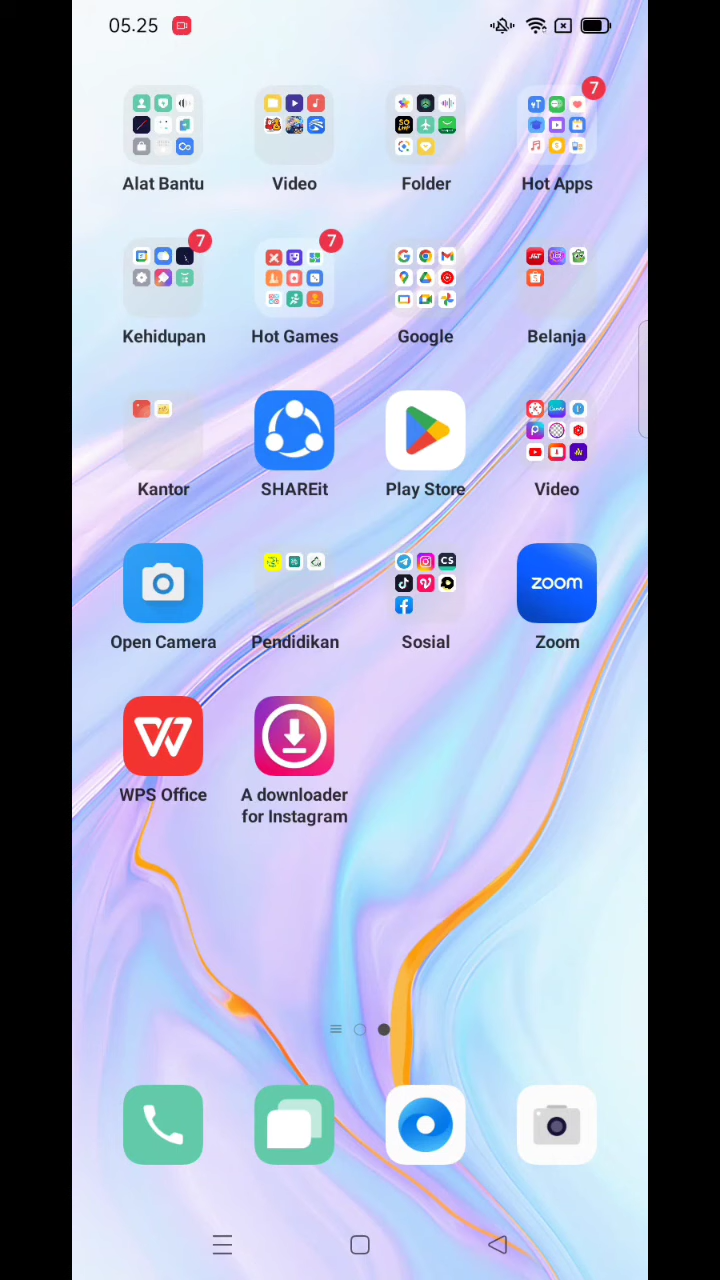 05.25
7
Alat Bantu
Video
Folder
Hot Apps
7
7
Kehidupan
Hot Games
Google
Belanja
Kantor
SHAREit
Play Store
Video
CS
zoom
Open Camera
Pendidikan
Sosial
Zoom
WPS Office
A downloader
for Instagram